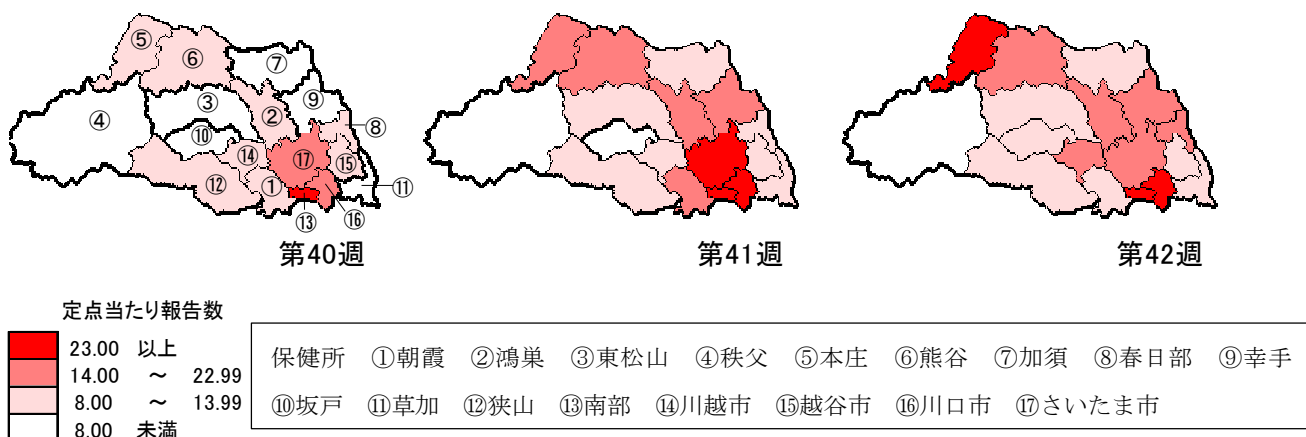 ⑤
⑥
⑦
③
⑨
④
②
⑩
⑧
⑭
⑰
⑮
⑫
①
⑪
⑬
⑯
第40週
第41週
第42週
定点当たり報告数
23.00 以上
14.00 ～ 22.99
8.00 ～ 13.99
8.00 未満
保健所 ①朝霞 ②鴻巣 ③東松山 ④秩父 ⑤本庄 ⑥熊谷 ⑦加須 ⑧春日部 ⑨幸手
⑩坂戸 ⑪草加 ⑫狭山 ⑬南部 ⑭川越市 ⑮越谷市 ⑯川口市 ⑰さいたま市